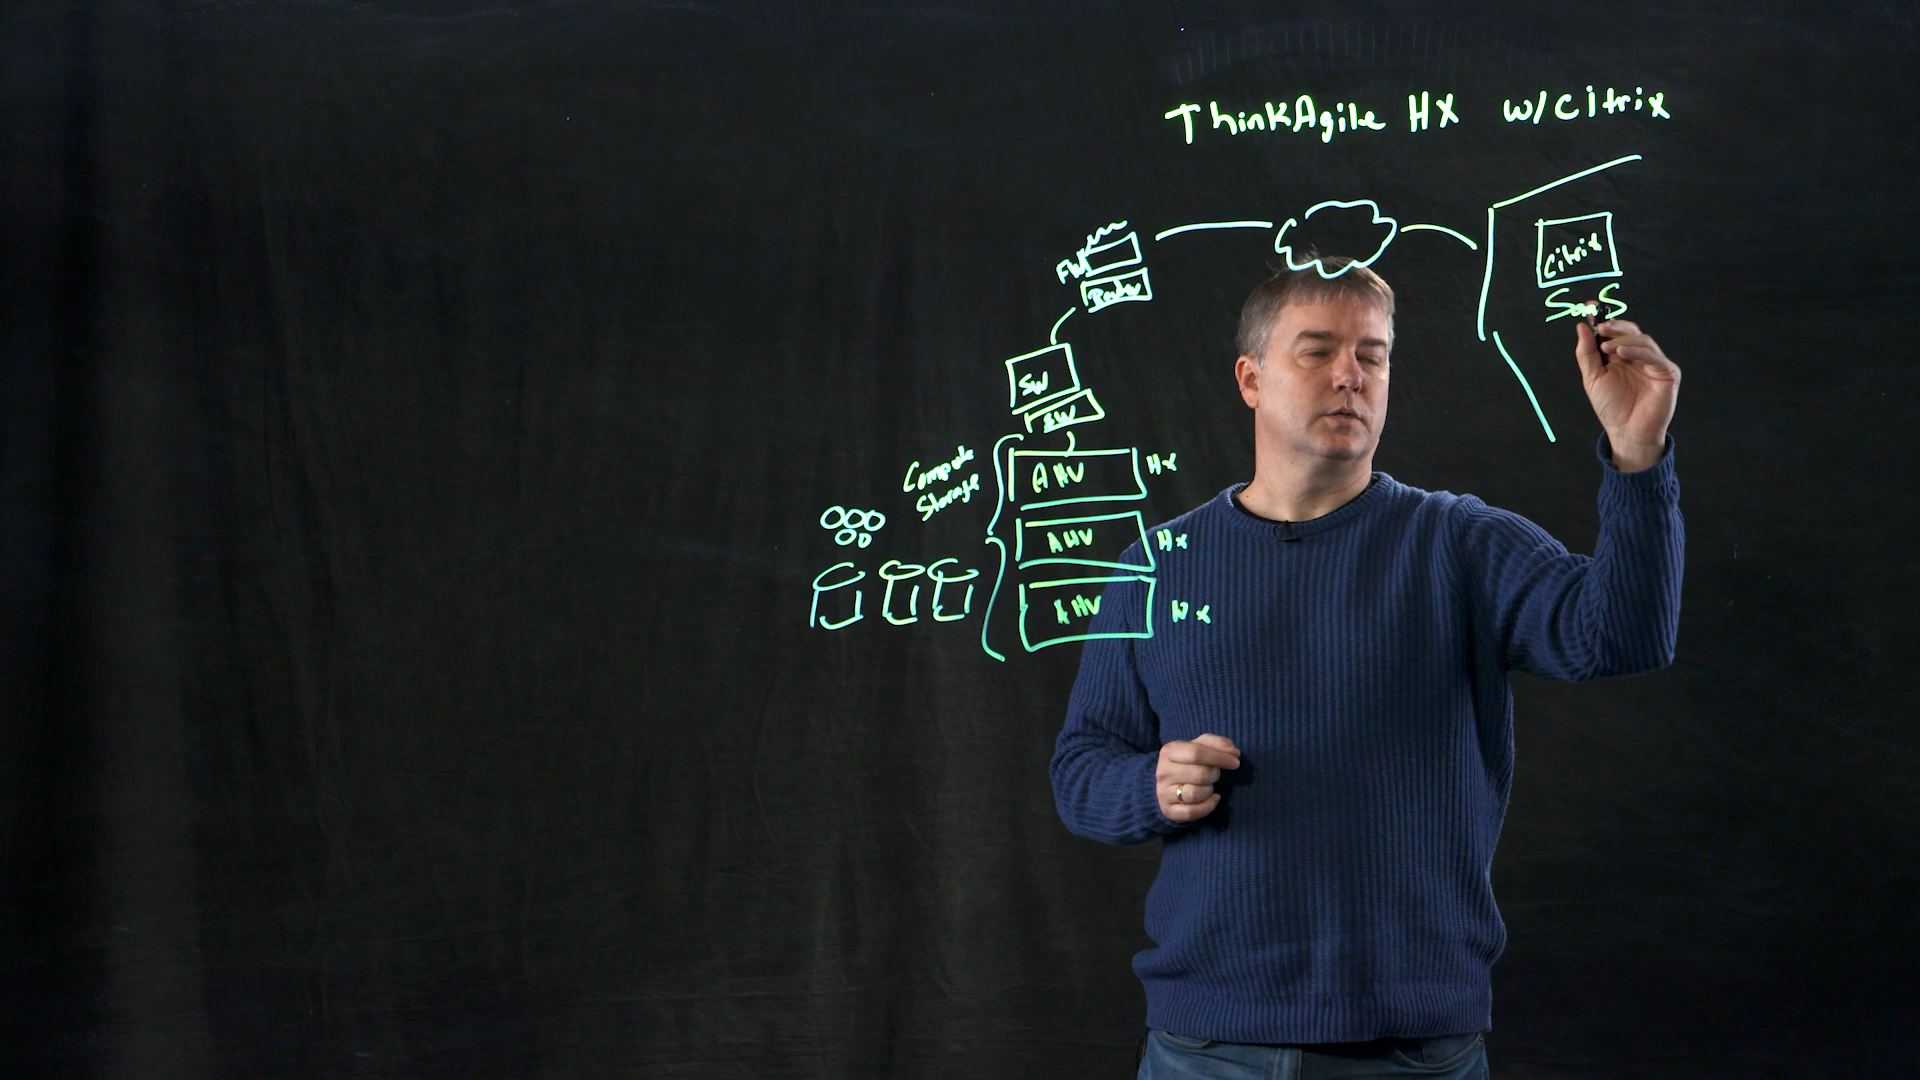 ThinkAgile HX w/citrix
citrix
SaaS
FW
Router
SW
SW
Compute
Storage
AHV HX
AHV HX
AHV HX